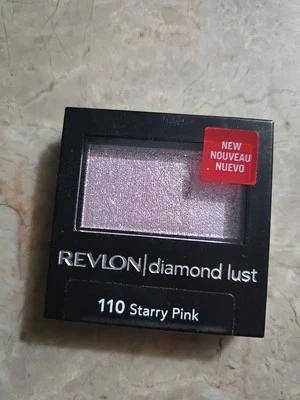 NEW
NOUVEAU
NUEVO
REVLON|diamond lust
110 Starry Pink